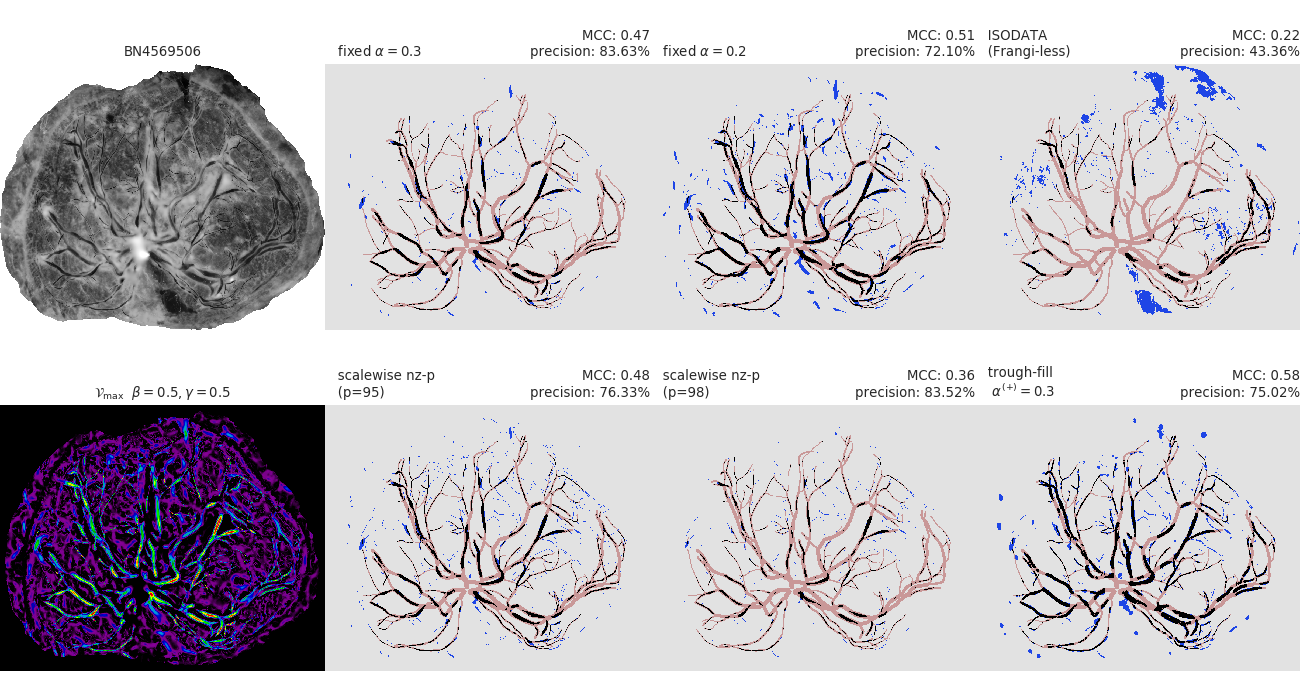 BN4569506
fixed α = 0.3
MCC: 0.47
precision: 83.63%
fixed α = 0.2
MCC: 0.51
precision: 72.10%
ISODATA
(Frangi-less)
MCC: 0.22
precision: 43.36%
𝒱max β = 0.5, γ = 0.5
scalewise nz-p
(p=95)
MCC: 0.48
precision: 76.33%
scalewise nz-p
(p=98)
MCC: 0.36
precision: 83.52%
trough-fill
α(+) = 0.3
MCC: 0.58
precision: 75.02%